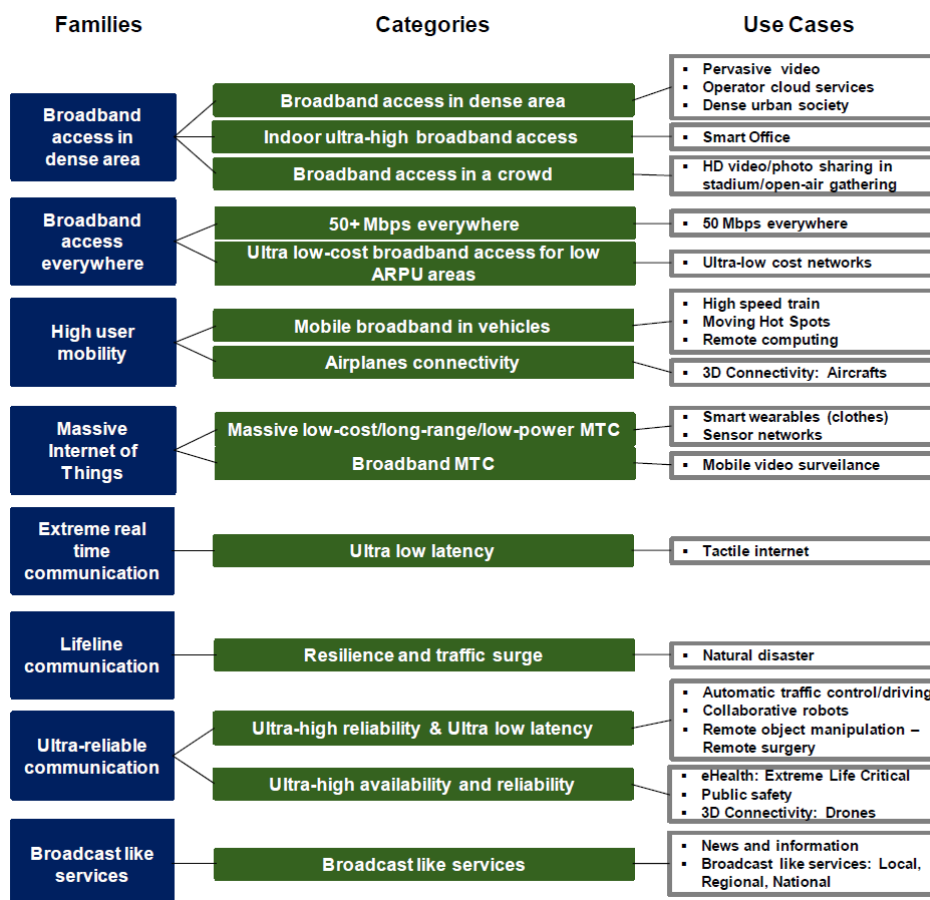 Families
Categories
Use Cases
Broadband
access in
dense area
Broadband access in dense area
▪ Pervasive video
▪ Operator cloud services
▪ Dense urban society
Indoor ultra-high broadband access
▪ Smart Office
Broadband access in a crowd
▪ HD video/photo sharing in
stadium/open-air gathering
Broadband
access
everywhere
50+ Mbps everywhere
▪ 50 Mbps everywhere
Ultra low-cost broadband access for low
ARPU areas
▪ Ultra-low cost networks
High user
mobility
Mobile broadband in vehicles
▪ High speed train
▪ Moving Hot Spots
▪ Remote computing
Airplanes connectivity
▪ 3D Connectivity: Aircrafts
Massive
Internet of
Things
Massive low-cost/long-range/low-power MTC
▪ Smart wearables (clothes)
▪ Sensor networks
Broadband MTC
▪ Mobile video surveilance
Extreme real
time
communication
Ultra low latency
▪ Tactile internet
Lifeline
communication
Resilience and traffic surge
▪ Natural disaster
Ultra-reliable
communication
Ultra-high reliability & Ultra low latency
▪ Automatic traffic control/driving
▪ Collaborative robots
▪ Remote object manipulation –
Remote surgery
Ultra-high availability and reliability
▪ eHealth: Extreme Life Critical
▪ Public safety
▪ 3D Connectivity: Drones
Broadcast like
services
Broadcast like services
▪ News and information
▪ Broadcast like services: Local,
Regional, National